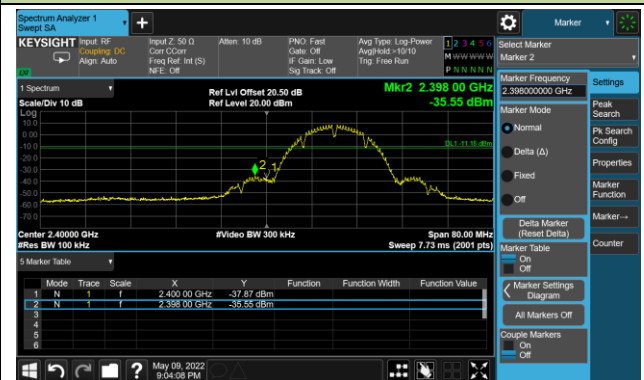 Spectrum Analyzer 1
Swept SA
+
Marker
KEYSIGHT
Input: RF
Coupling: DC
Align: Auto
Input Z: 50 Ω
Corr CCorr
Freq Ref: Int (S)
NFE: Off
Atten: 10 dB
PNO: Fast
Gate: Off
IF Gain: Low
Sig Track: Off
Avg Type: Log-Power
Avg|Hold:>10/10
Trig: Free Run
1 2 3 4 5 6
M W W W W W
P N N N N N
Select Marker
Marker 2
1 Spectrum
Scale/Div 10 dB
Ref Lvl Offset 20.50 dB
Ref Level 20.00 dBm
Mkr2 2.398 00 GHz
-35.55 dBm
Log
10.0
0.00
-10.0
-20.0
-30.0
-40.0
-50.0
-60.0
-70.0
DL1 -11.18 dBm
2
1
Center 2.40000 GHz
#Res BW 100 kHz
#Video BW 300 kHz
Span 80.00 MHz
Sweep 7.73 ms (2001 pts)
5 Marker Table
Mode Trace Scale X Y Function Function Width Function Value
1 N 1 f 2.400 00 GHz -37.87 dBm
2 N 1 f 2.398 00 GHz -35.55 dBm
3
4
5
6
Marker Frequency
2.398000000 GHz
Marker Mode
Normal
Delta (Δ)
Fixed
Off
Delta Marker
(Reset Delta)
Marker Table
On
Off
Marker Settings
Diagram
All Markers Off
Couple Markers
On
Off
Settings
Peak
Search
Pk Search
Config
Properties
Marker
Function
Marker→
Counter
?
May 09, 2022
9:04:08 PM